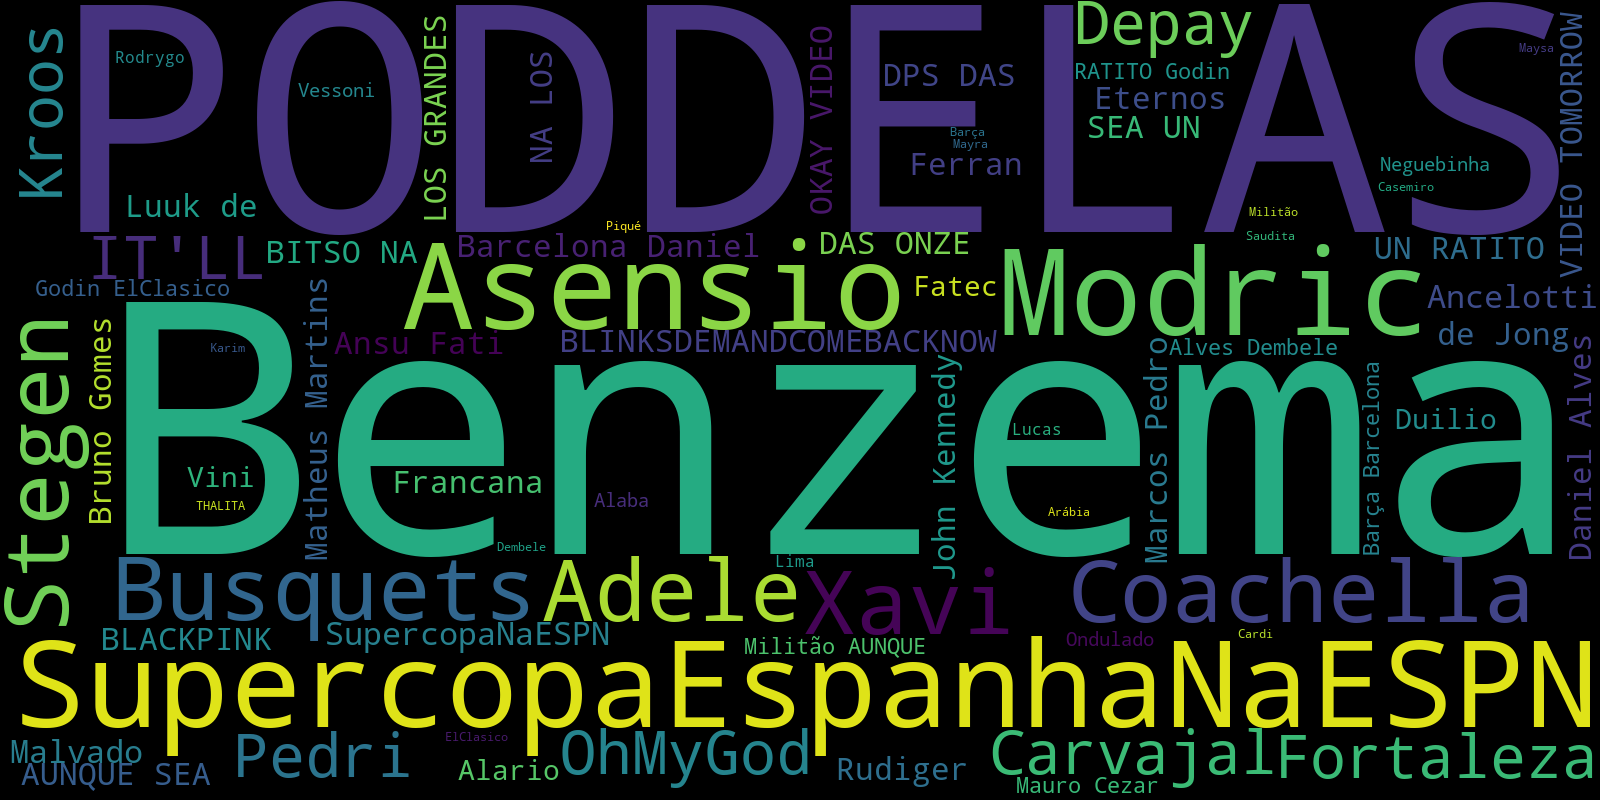 PODDELAS
Kroos
Rodrygo
Vessoni
LOS GRANDES
NA LOS
OKAY VIDEO
DPS DAS
Depay
RATITO Godin
Eternos
SEA UN
Barça
Mayra
Ferran
Maysa
VIDEO TOMORROW
Neguebinha
Casemiro
Militão
Saudita
Luuk de
Piqué
IT'LL
BITSO NA
Barcelona Daniel
DAS ONZE
UN RATITO
Godin ElClasico
Asensio
Fatec
Modric
Ancelotti
de Jong
Stegen
Bruno Gomes
Karim
Matheus Martins
Ansu Fati
BLINKSDEMANDCOMEBACKNOW
Alves Dembele
Benzema
Vini
THALITA
Francana
Alaba
John Kennedy
Lucas
Arábia
Marcos Pedro
Barça Barcelona
Duilio
Daniel Alves
Dembele
Lima
Busquets
Adele
Xavi
Coachella
BLACKPINK
SupercopaNaESPN
Militão AUNQUE
Ondulado
Cardi
SupercopaEspanhaNaESPN
Malvado
AUNQUE SEA
Pedri
ElClasico
Alario
OhMyGod
Rudiger
Carvajal
Mauro Cezar
Fortaleza